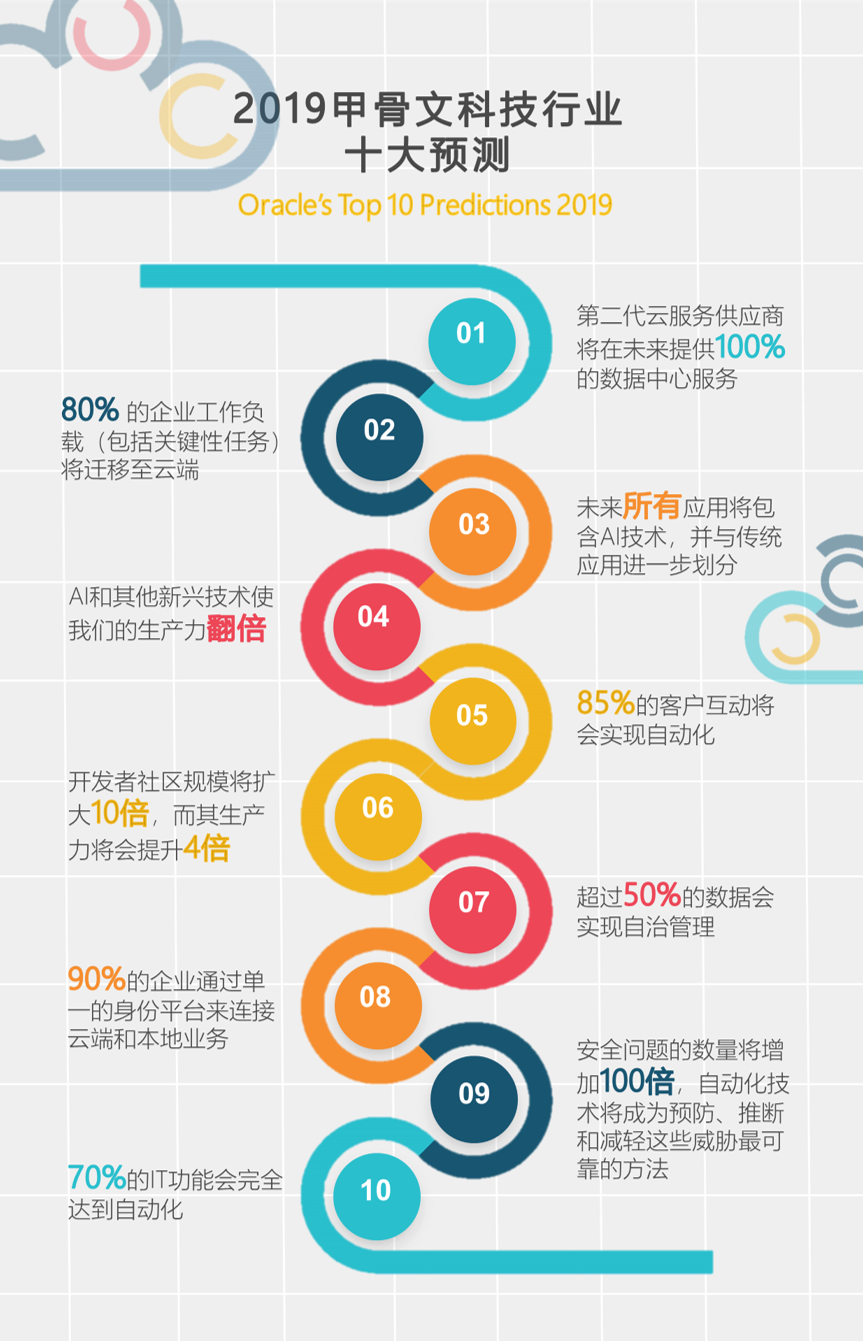 2019甲骨文科技行业
十大预测
Oracle's Top 10 Predictions 2019
01
第二代云服务供应商
将在未来提供100%
的数据中心服务
02
80% 的企业工作负
载（包括关键性任务）
将迁移至云端
03
未来所有应用将包
含AI技术，并与传统
应用进一步划分
04
AI和其他新兴技术使
我们的生产力翻倍
05
85%的客户互动将
会实现自动化
06
开发者社区规模将扩
大10倍，而其生产
力将会提升4倍
07
超过50%的数据会
实现自治管理
08
90%的企业通过单
一的身份平台来连接
云端和本地业务
09
安全问题的数量将增
加100倍，自动化技
术将成为预防、推断
和减轻这些威胁最可
靠的方法
10
70%的IT功能会完全
达到自动化